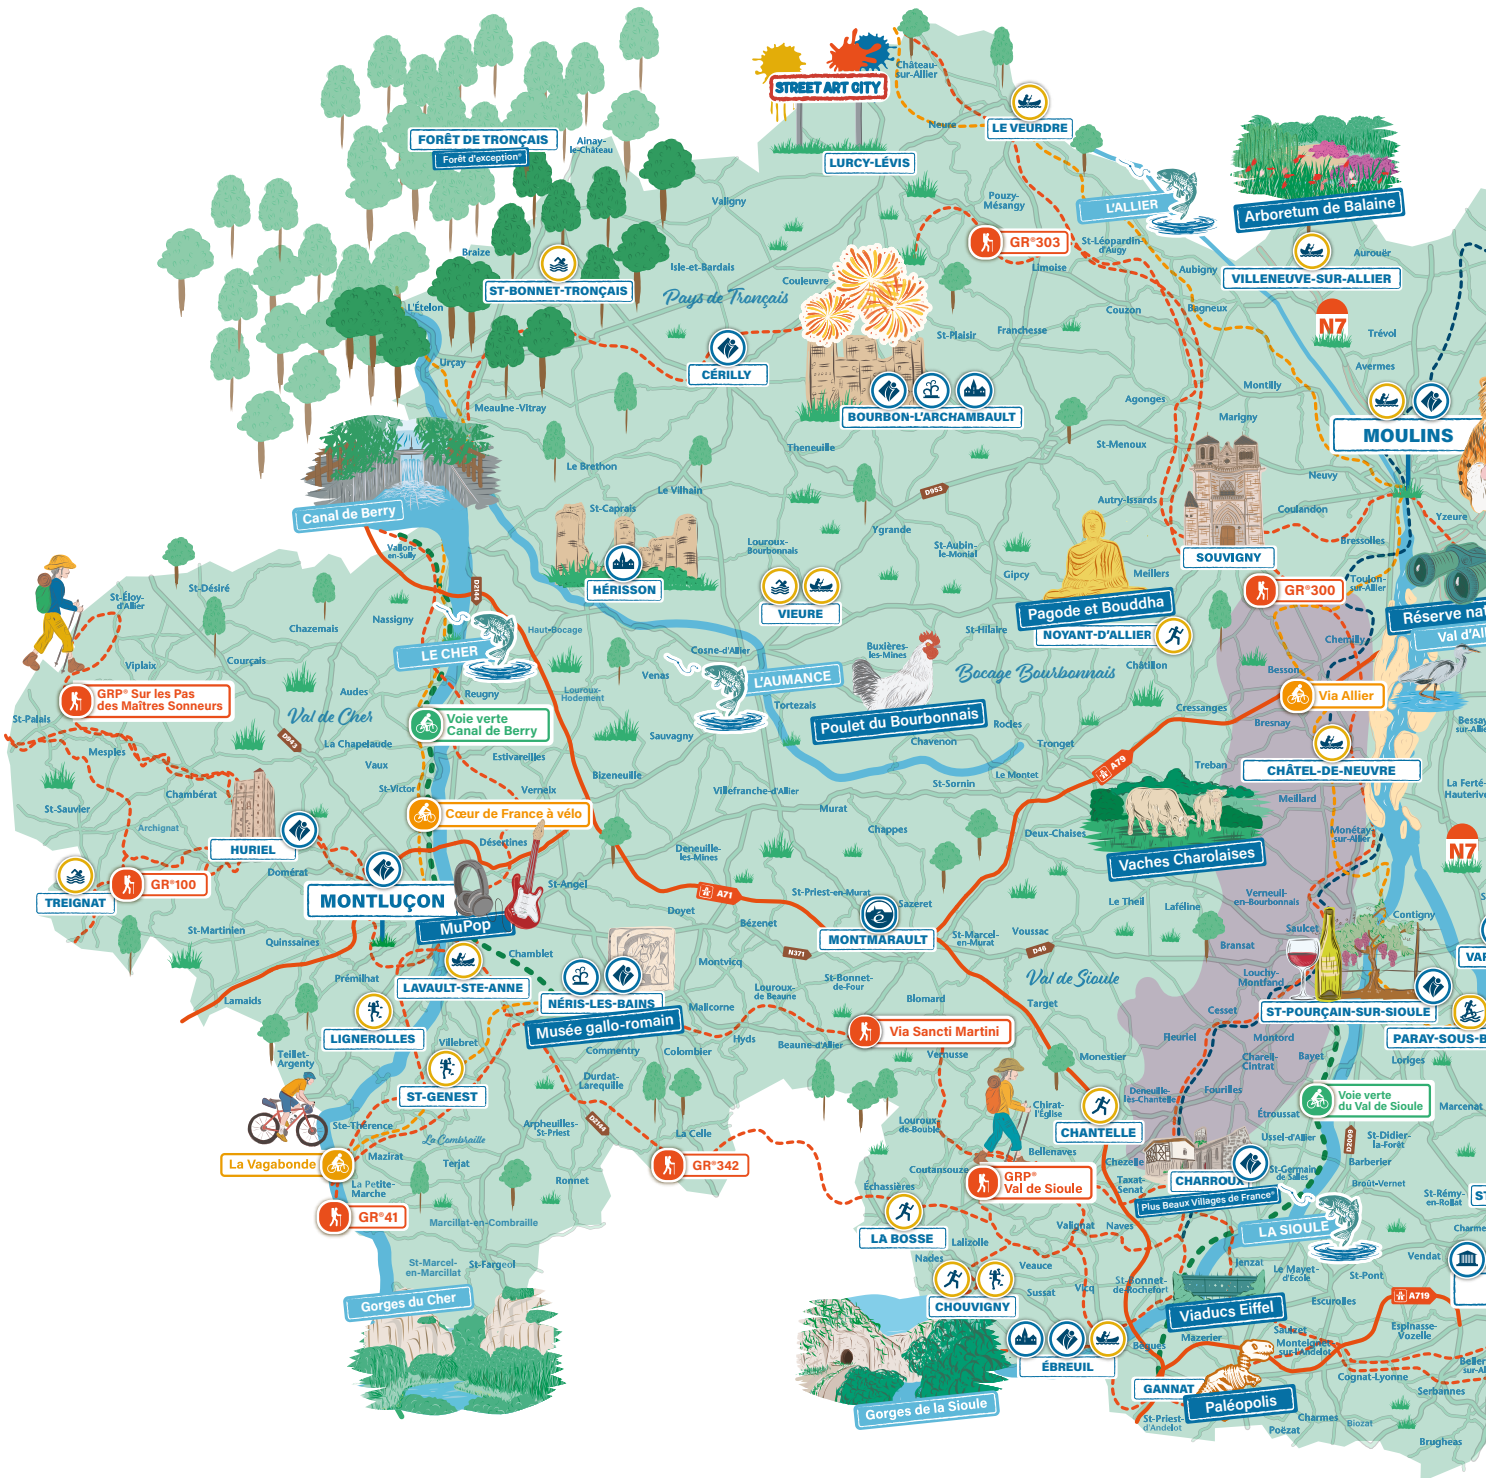 STREET ART CITY
Château-
sur-Allier
Neure
LE VEURDRE
FORÊT DE TRONÇAIS
Forêt d'exception®
Ainay-
le-Château
LURCY-LÉVIS
Valigny
Pouzy-
Mésangy
L'ALLIER
Arboretum de Balaine
GR®303
St-Léopardin-
d'Augy
Aurouër
Braize
Isle-et-Bardais
Couleuvre
Limoise
Aubigny
VILLENEUVE-SUR-ALLIER
ST-BONNET-TRONÇAIS
Pays de Tronçais
L'Ételon
Couzon
Bagneux
N7
St-Plaisir
Franchesse
Trévol
Urçay
CÉRILLY
Avermes
Montilly
Meaulne-Vitray
BOURBON-L'ARCHAMBAULT
Agonges
Marigny
MOULINS
Theneuille
St-Menoux
Le Brethon
Neuvy
Le Vilhain
D953
Autry-Issards
Canal de Berry
St-Caprais
Coulandon
Yzeure
Ygrande
Vallon-
en-Sully
Louroux-
Bourbonnais
St-Aubin-
le-Monial
Bressolles
SOUVIGNY
Gipcy
Meillers
HÉRISSON
D2144
St-Désiré
St-Éloy-
d'Allier
VIEURE
Pagode et Bouddha
GR®300
Toulon-
sur-Allier
Réserve nat
Nassigny
Chazemais
Haut-Bocage
St-Hilaire
NOYANT-D'ALLIER
Chemilly
Val d'All
Viplaix
Courçais
LE CHER
Cosne-d'Allier
Buxières-
les-Mines
Bocage Bourbonnais
Châtillon
Besson
L'AUMANCE
Venas
GRP® Sur les Pas
des Maîtres Sonneurs
Audes
Reugny
Louroux-
Hodement
Tortezais
Via Allier
St-Palais
Val de Cher
Voie verte
Canal de Berry
Poulet du Bourbonnais
Rocles
Cressanges
Bresnay
Bessay-
sur-Allier
Mesples
D943
La Chapelaude
Sauvagny
Chavenon
Tronget
Vaux
Estivareilles
Bizeneuille
A79
Treban
CHÂTEL-DE-NEUVRE
Chambérat
St-Victor
Verneix
Villefranche-d'Allier
St-Sornin
Le Montet
La Ferté-
Hauterive
St-Sauvier
Cœur de France à vélo
Murat
Meillard
Archignat
Désertines
Chappes
Deux-Chaises
Monétay-
sur-Allier
HURIEL
Deneuille-
les-Mines
Vaches Charolaises
N7
Domérat
TREIGNAT
GR®100
MONTLUÇON
St-Angel
A71
St-Priest-en-Murat
Sazeret
Le Theil
Laféline
Verneuil-
en-Bourbonnais
MuPop
Doyet
Bézenet
Contigny
St-Martinien
Quinssaines
MONTMARAULT
St-Marcel-
en-Murat
Voussac
Bransat
Saulcet
Chamblet
N371
D46
VAR
Prémilhat
LAVAULT-STE-ANNE
Montvicq
St-Bonnet-
de-Four
Val de Sioule
Louchy-
Montfand
Lamaids
NÉRIS-LES-BAINS
Louroux-
de Beaune
Blomard
Target
Cesset
ST-POURÇAIN-SUR-SIOULE
Malicorne
Musée gallo-romain
LIGNEROLLES
Via Sancti Martini
Fleuriel
Montord
PARAY-SOUS-B
Villebret
Hyds
Beaune-d'Allier
Commentry
Colombier
Vernusse
Monestier
Chareil-
Cintrat
Bayet
Loriges
Teillet-
Argenty
Durdat-
Larequille
ST-GENEST
Deneuille-
lès-Chantelle
Fourilles
Voie verte
du Val de Sioule
Marcenat
Chirat-
l'Église
Étroussat
Ste-Thérence
Arpheuilles-
St-Priest
D2144
Louroux
de-Bouble
CHANTELLE
Ussel-d'Allier
D2009
St-Didier-
la-Forêt
La Combraille
La Celle
Bellenaves
La Vagabonde
Mazirat
Terjat
GR®342
Chezelle
Barberier
Coutansouze
GRP®
Val de Sioule
Taxat-
Senat
CHARROUX
St-Germain
de Salles
Broût-Vernet
La Petite-
Marche
Ronnet
Échassières
Plus Beaux Villages de France®
St-Rémy-
en-Rollat
ST
GR®41
Marcillat-en-Combraille
LA BOSSE
Lalizolle
Valignat
Naves
LA SIOULE
Charme
St-Marcel-
en-Marcillat
St-Fargeol
Nades
Veauce
Jenzat
Le Mayet-
d'École
St-Pont
Vendat
Gorges du Cher
CHOUVIGNY
Sussat
Vicq
St-Bonnet-
de-Rochefort
Escurolles
A719
Viaducs Eiffel
Espinasse-
Vozelle
Mazerier
Saulzet
Monteignet-
sur-l'Andelot
ÉBREUIL
Bègues
Beller
sur-Al
Cognat-Lyonne
Serbannes
GANNAT
Paléopolis
Gorges de la Sioule
St-Priest-
d'Andelot
Charmes
Biozat
Poëzat
Brugheas